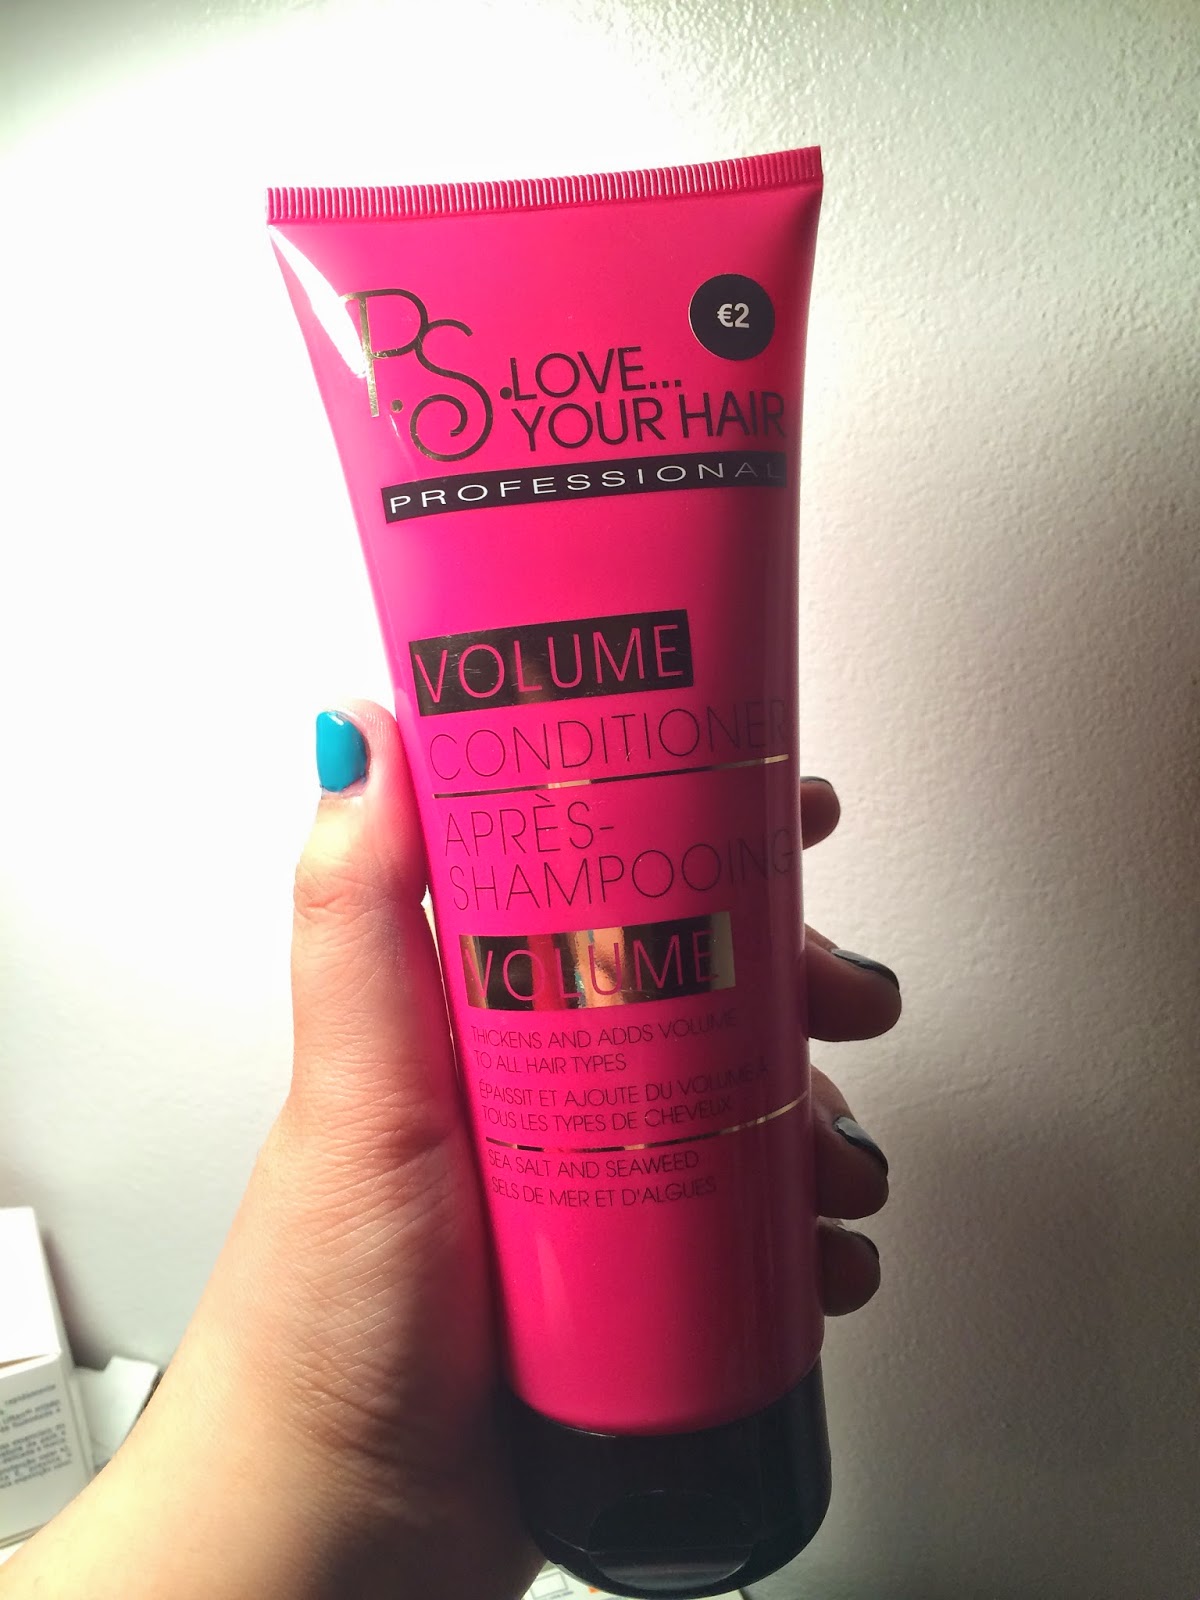 €2
P.S. LOVE...
YOUR HAIR
PROFESSIONAL
VOLUME
CONDITIONER
APRÈS-
SHAMPOOING
VOLUME
THICKENS AND ADDS VOLUME
TO ALL HAIR TYPES
ÉPAISSIT ET AJOUTE DU VOLUME À
TOUS LES TYPES DE CHEVEUX
SEA SALT AND SEAWEED
SELS DE MER ET D'ALGUES
rapidamente